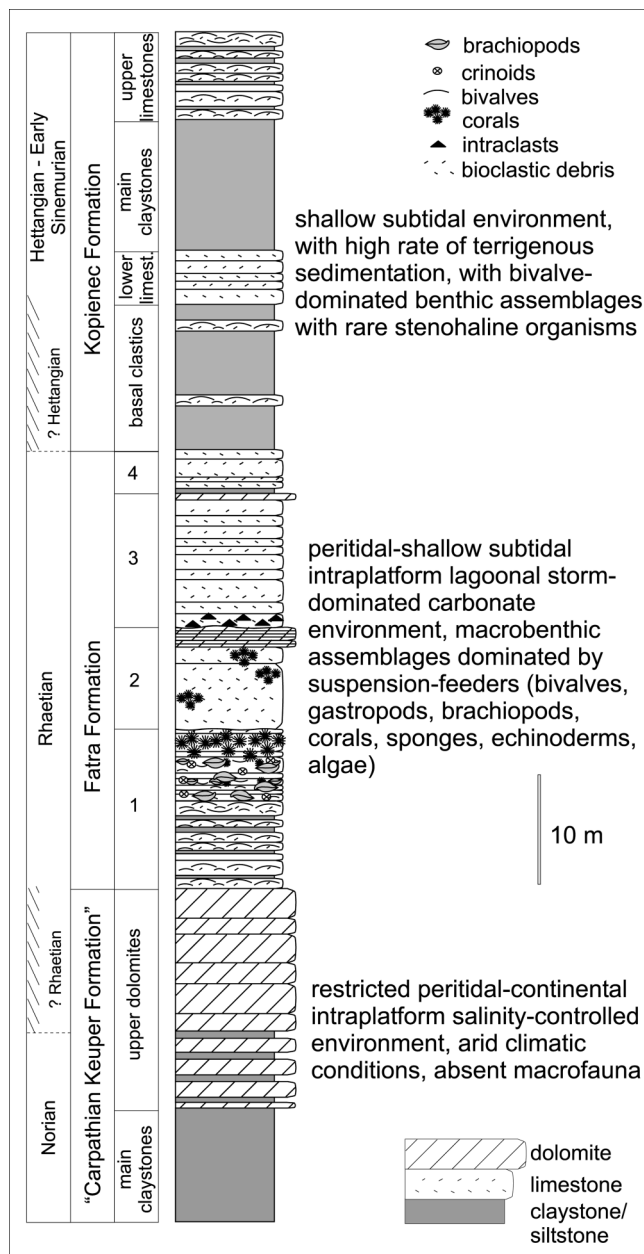 brachiopods
crinoids
bivalves
corals
intraclasts
bioclastic debris
Hettangian - Early
Sinemurian
? Hettangian
Kopienec Formation
upper
limestones
main
claystones
lower
limest.
basal clastics
shallow subtidal environment,
with high rate of terrigenous
sedimentation, with bivalve-
dominated benthic assemblages
with rare stenohaline organisms
Rhaetian
Fatra Formation
4
3
2
1
peritidal-shallow subtidal
intraplatform lagoonal storm-
dominated carbonate
environment, macrobenthic
assemblages dominated by
suspension-feeders (bivalves,
gastropods, brachiopods,
corals, sponges, echinoderms,
algae)
10 m
? Rhaetian
Norian
"Carpathian Keuper Formation"
upper dolomites
main
claystones
restricted peritidal-continental
intraplatform salinity-controlled
environment, arid climatic
conditions, absent macrofauna
dolomite
limestone
claystone/
siltstone